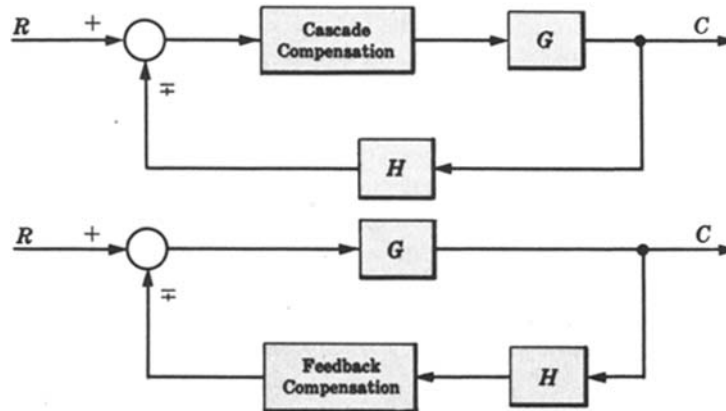 R
+
Cascade
Compensation
G
C
∓
H
R
+
G
C
∓
Feedback
Compensation
H